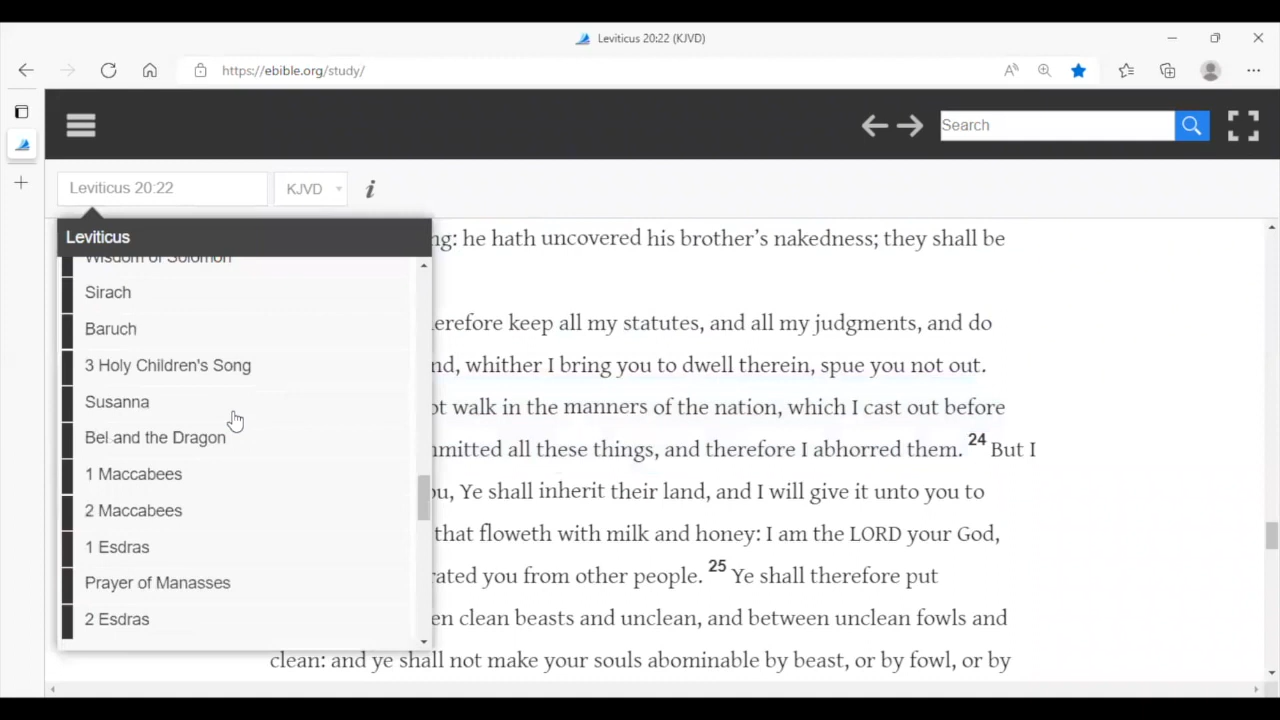 Leviticus 20:22 (KJVD)
https://ebible.org/study/
Search
Leviticus 20:22
KJVD
i
Leviticus
Wisdom of Solomon
Sirach
Baruch
3 Holy Children's Song
Susanna
Bel and the Dragon
1 Maccabees
2 Maccabees
1 Esdras
Prayer of Manasses
2 Esdras
ng: he hath uncovered his brother’s nakedness; they shall be
erefore keep all my statutes, and all my judgments, and do
nd, whither I bring you to dwell therein, spue you not out.
ot walk in the manners of the nation, which I cast out before
mmitted all these things, and therefore I abhorred them. 24 But I
ou, Ye shall inherit their land, and I will give it unto you to
that floweth with milk and honey: I am the LORD your God,
rated you from other people. 25 Ye shall therefore put
en clean beasts and unclean, and between unclean fowls and
clean: and ye shall not make your souls abominable by beast, or by fowl, or by